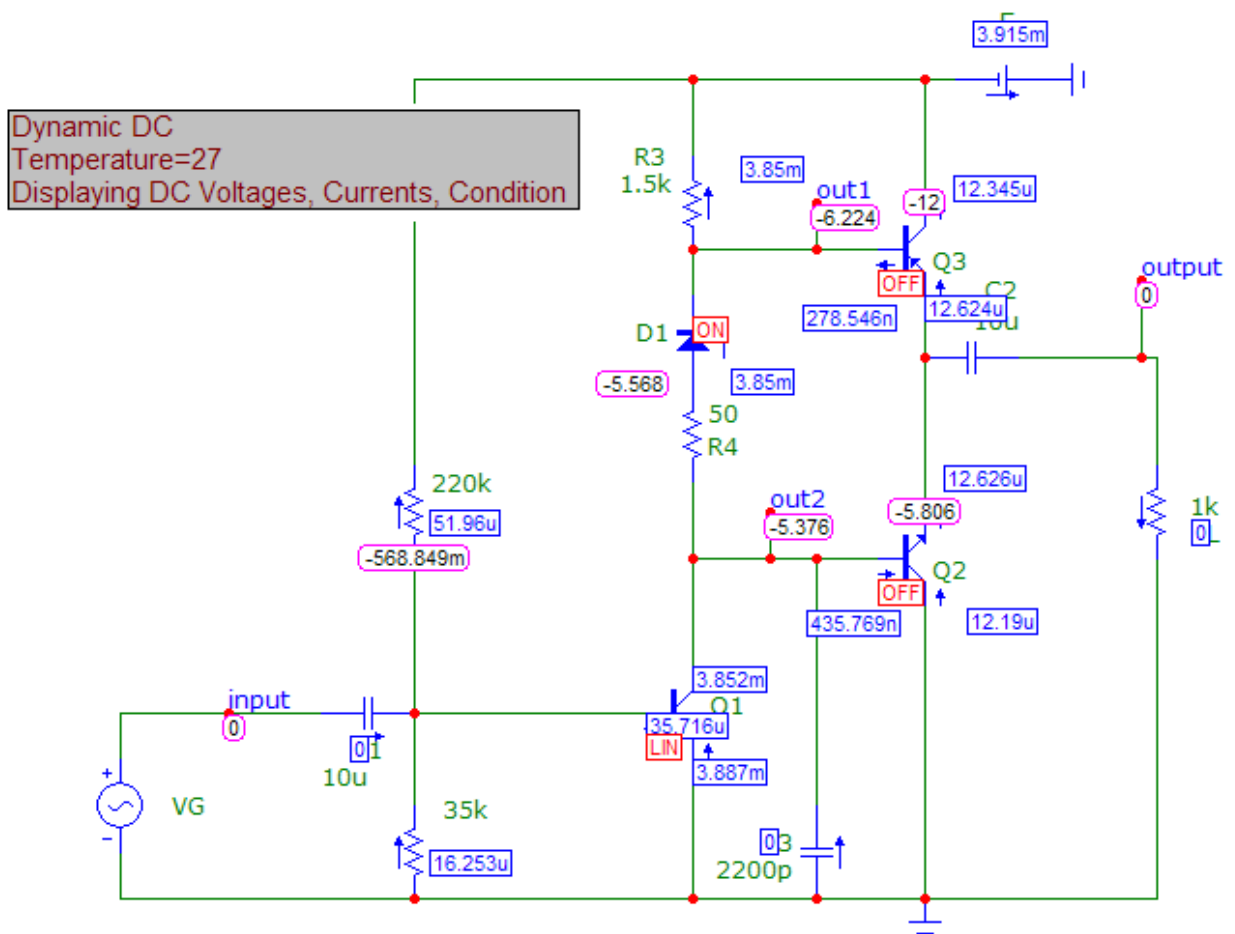 3.915m
Dynamic DC
Temperature=27
Displaying DC Voltages, Currents, Condition
R3
1.5k
3.85m
out1
-6.224
-12
12.345u
Q3
OFF
278.546n
12.624u
C2
10u
output
0
D1
ON
-5.568
3.85m
50
R4
220k
51.96u
-568.849m
out2
-5.376
12.626u
-5.806
Q2
OFF
435.769n
12.19u
1k
0
input
0
3.852m
Q1
35.716u
LIN
3.887m
0
1
10u
+
-
VG
35k
16.253u
0
3
2200p